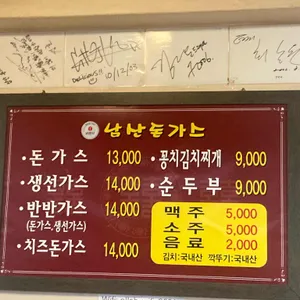 10/12/23
남산돈가스
· 돈가스 13,000
· 생선가스 14,000
· 반반가스 14,000
(돈가스,생선가스)
· 치즈돈가스 14,000
· 꽁치김치찌개 9,000
· 순두부 9,000
맥주 5,000
소주 5,000
음료 2,000
김치:국내산 깍두기:국내산